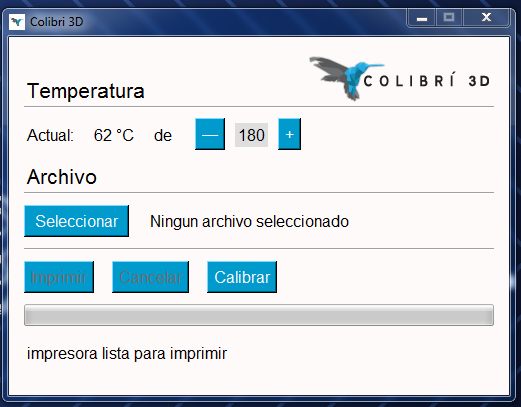 Colibri 3D
COLIBRÍ 3D
Temperatura
Actual: 62 °C de — 180 +
Archivo
Seleccionar Ningun archivo seleccionado
Imprimir Cancelar Calibrar
impresora lista para imprimir